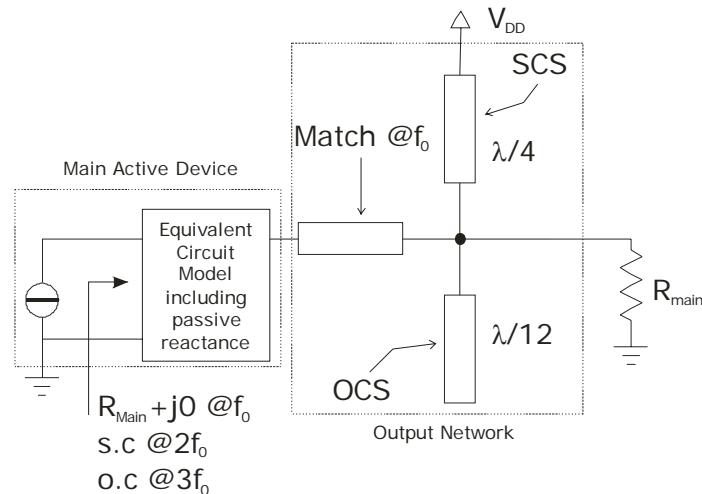 V_DD
SCS
Match @f_0
λ/4
Main Active Device
Equivalent
Circuit
Model
including
passive
reactance
R_main
λ/12
OCS
R_Main+j0 @f_0
s.c @2f_0
o.c @3f_0
Output Network